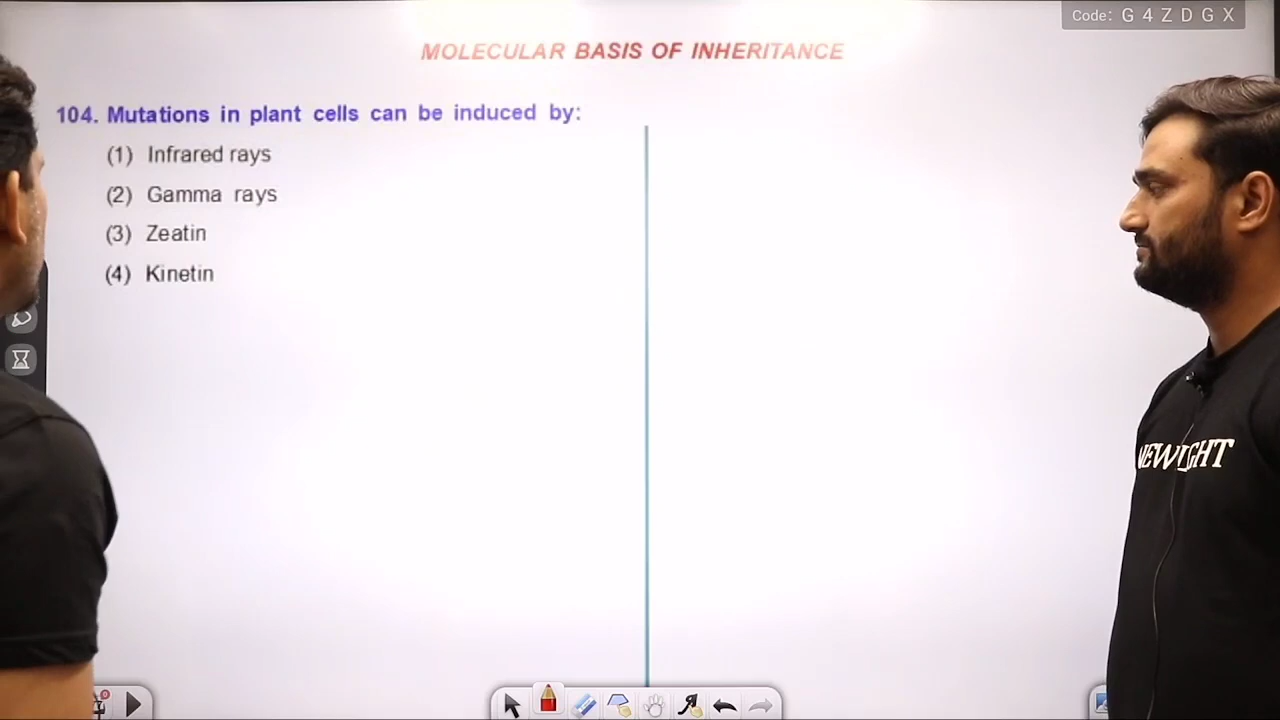 Code: G 4 Z D G X
MOLECULAR BASIS OF INHERITANCE
104. Mutations in plant cells can be induced by:
(1) Infrared rays
(2) Gamma rays
(3) Zeatin
(4) Kinetin